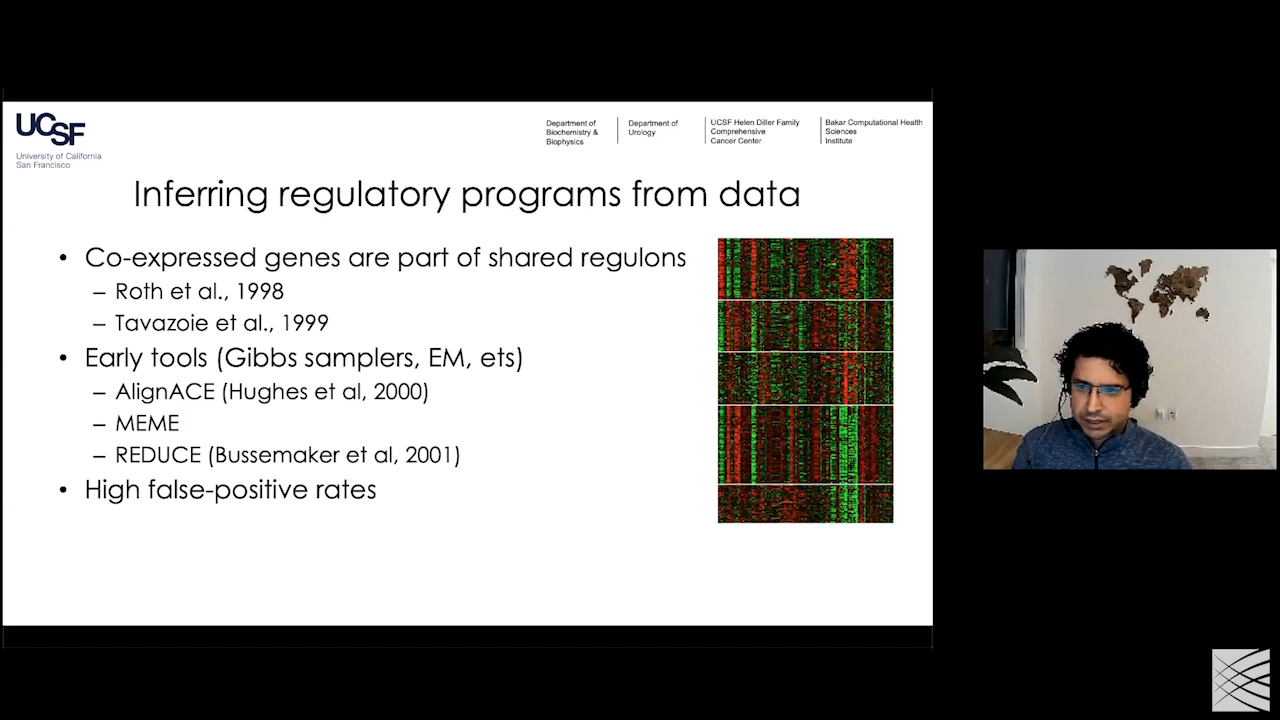 UCSF
University of California
San Francisco
Department of
Biochemistry &
Biophysics
Department of
Urology
UCSF Helen Diller Family
Comprehensive
Cancer Center
Bakar Computational Health
Sciences
Institute
Inferring regulatory programs from data
• Co-expressed genes are part of shared regulons
– Roth et al., 1998
– Tavazoie et al., 1999
• Early tools (Gibbs samplers, EM, ets)
– AlignACE (Hughes et al, 2000)
– MEME
– REDUCE (Bussemaker et al, 2001)
• High false-positive rates